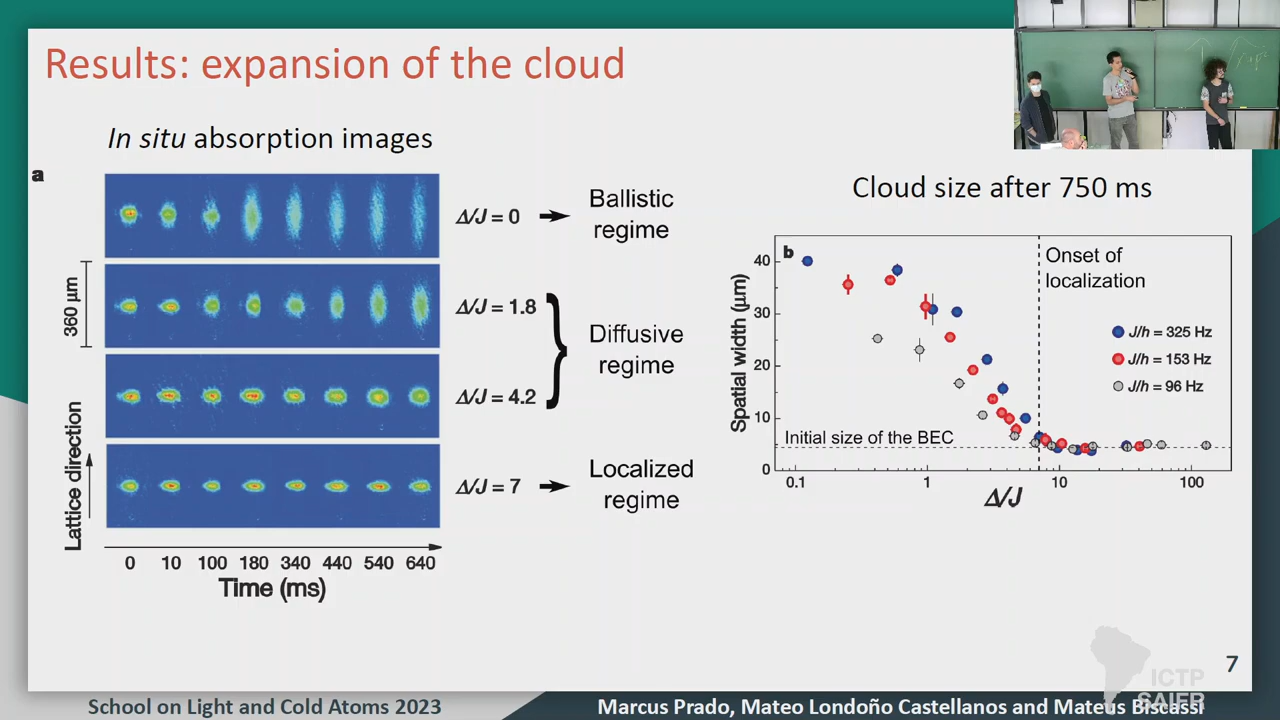 Results: expansion of the cloud
In situ absorption images
a
Δ/J = 0
Ballistic
regime
360 μm
Δ/J = 1.8
Δ/J = 4.2
Diffusive
regime
Lattice direction
Δ/J = 7
Localized
regime
0 10 100 180 340 440 540 640
Time (ms)
Cloud size after 750 ms
b
Onset of
localization
J/h = 325 Hz
J/h = 153 Hz
J/h = 96 Hz
Initial size of the BEC
Spatial width (μm)
40
30
20
10
0
0.1 1 10 100
Δ/J
7
ICTP
SAIFR
School on Light and Cold Atoms 2023
Marcus Prado, Mateo Londoño Castellanos and Mateus Biscassi